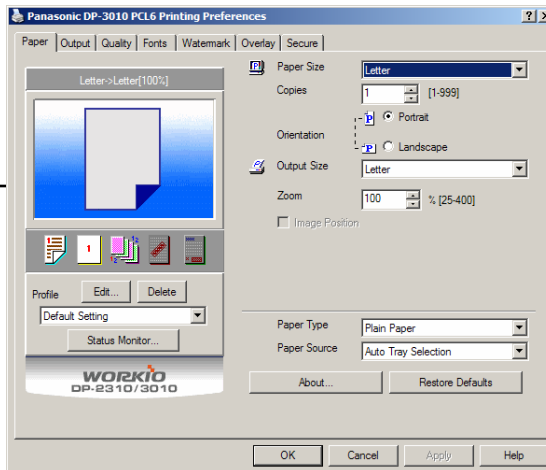 Panasonic DP-3010 PCL6 Printing Preferences
Paper Output Quality Fonts Watermark Overlay Secure
Letter->Letter[100%]
Paper Size Letter
Copies 1 [1-999]
Orientation
Portrait
Landscape
Output Size Letter
Zoom 100 % [25-400]
Image Position
Profile Edit... Delete
Default Setting
Status Monitor...
WORKIO
DP-2310/3010
Paper Type Plain Paper
Paper Source Auto Tray Selection
About... Restore Defaults
OK Cancel Apply Help